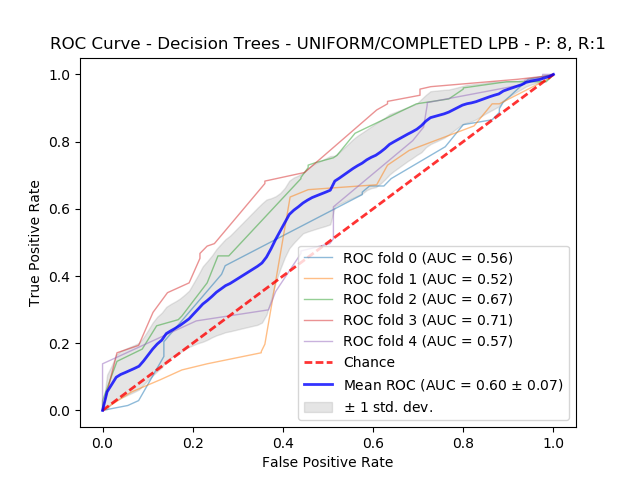 ROC Curve - Decision Trees - UNIFORM/COMPLETED LPB - P: 8, R:1
True Positive Rate
1.0
0.8
0.6
0.4
0.2
0.0
ROC fold 0 (AUC = 0.56)
ROC fold 1 (AUC = 0.52)
ROC fold 2 (AUC = 0.67)
ROC fold 3 (AUC = 0.71)
ROC fold 4 (AUC = 0.57)
Chance
Mean ROC (AUC = 0.60 ± 0.07)
± 1 std. dev.
0.0 0.2 0.4 0.6 0.8 1.0
False Positive Rate